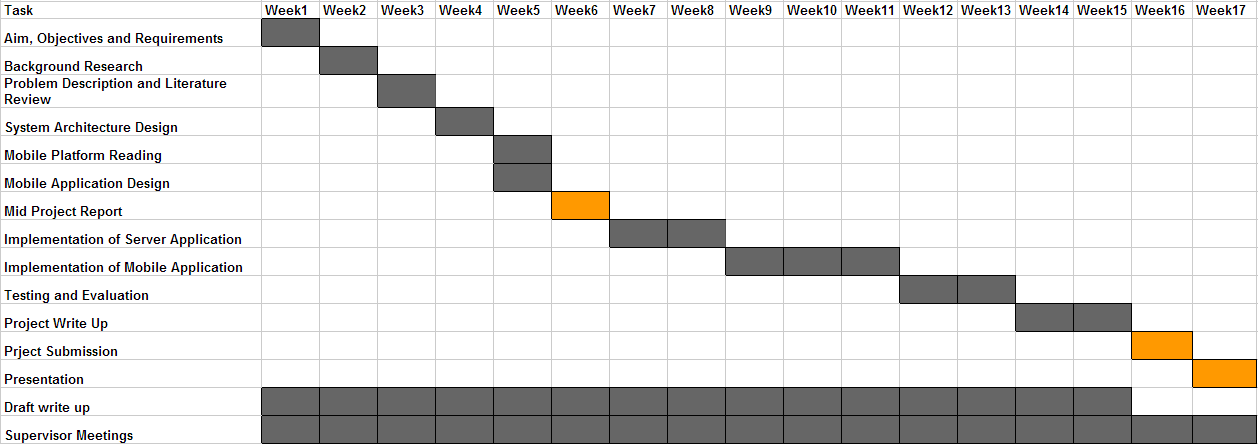 Task Week1 Week2 Week3 Week4 Week5 Week6 Week7 Week8 Week9 Week10 Week11 Week12 Week13 Week14 Week15 Week16 Week17
Aim, Objectives and Requirements
Background Research
Problem Description and Literature
Review
System Architecture Design
Mobile Platform Reading
Mobile Application Design
Mid Project Report
Implementation of Server Application
Implementation of Mobile Application
Testing and Evaluation
Project Write Up
Prject Submission
Presentation
Draft write up
Supervisor Meetings